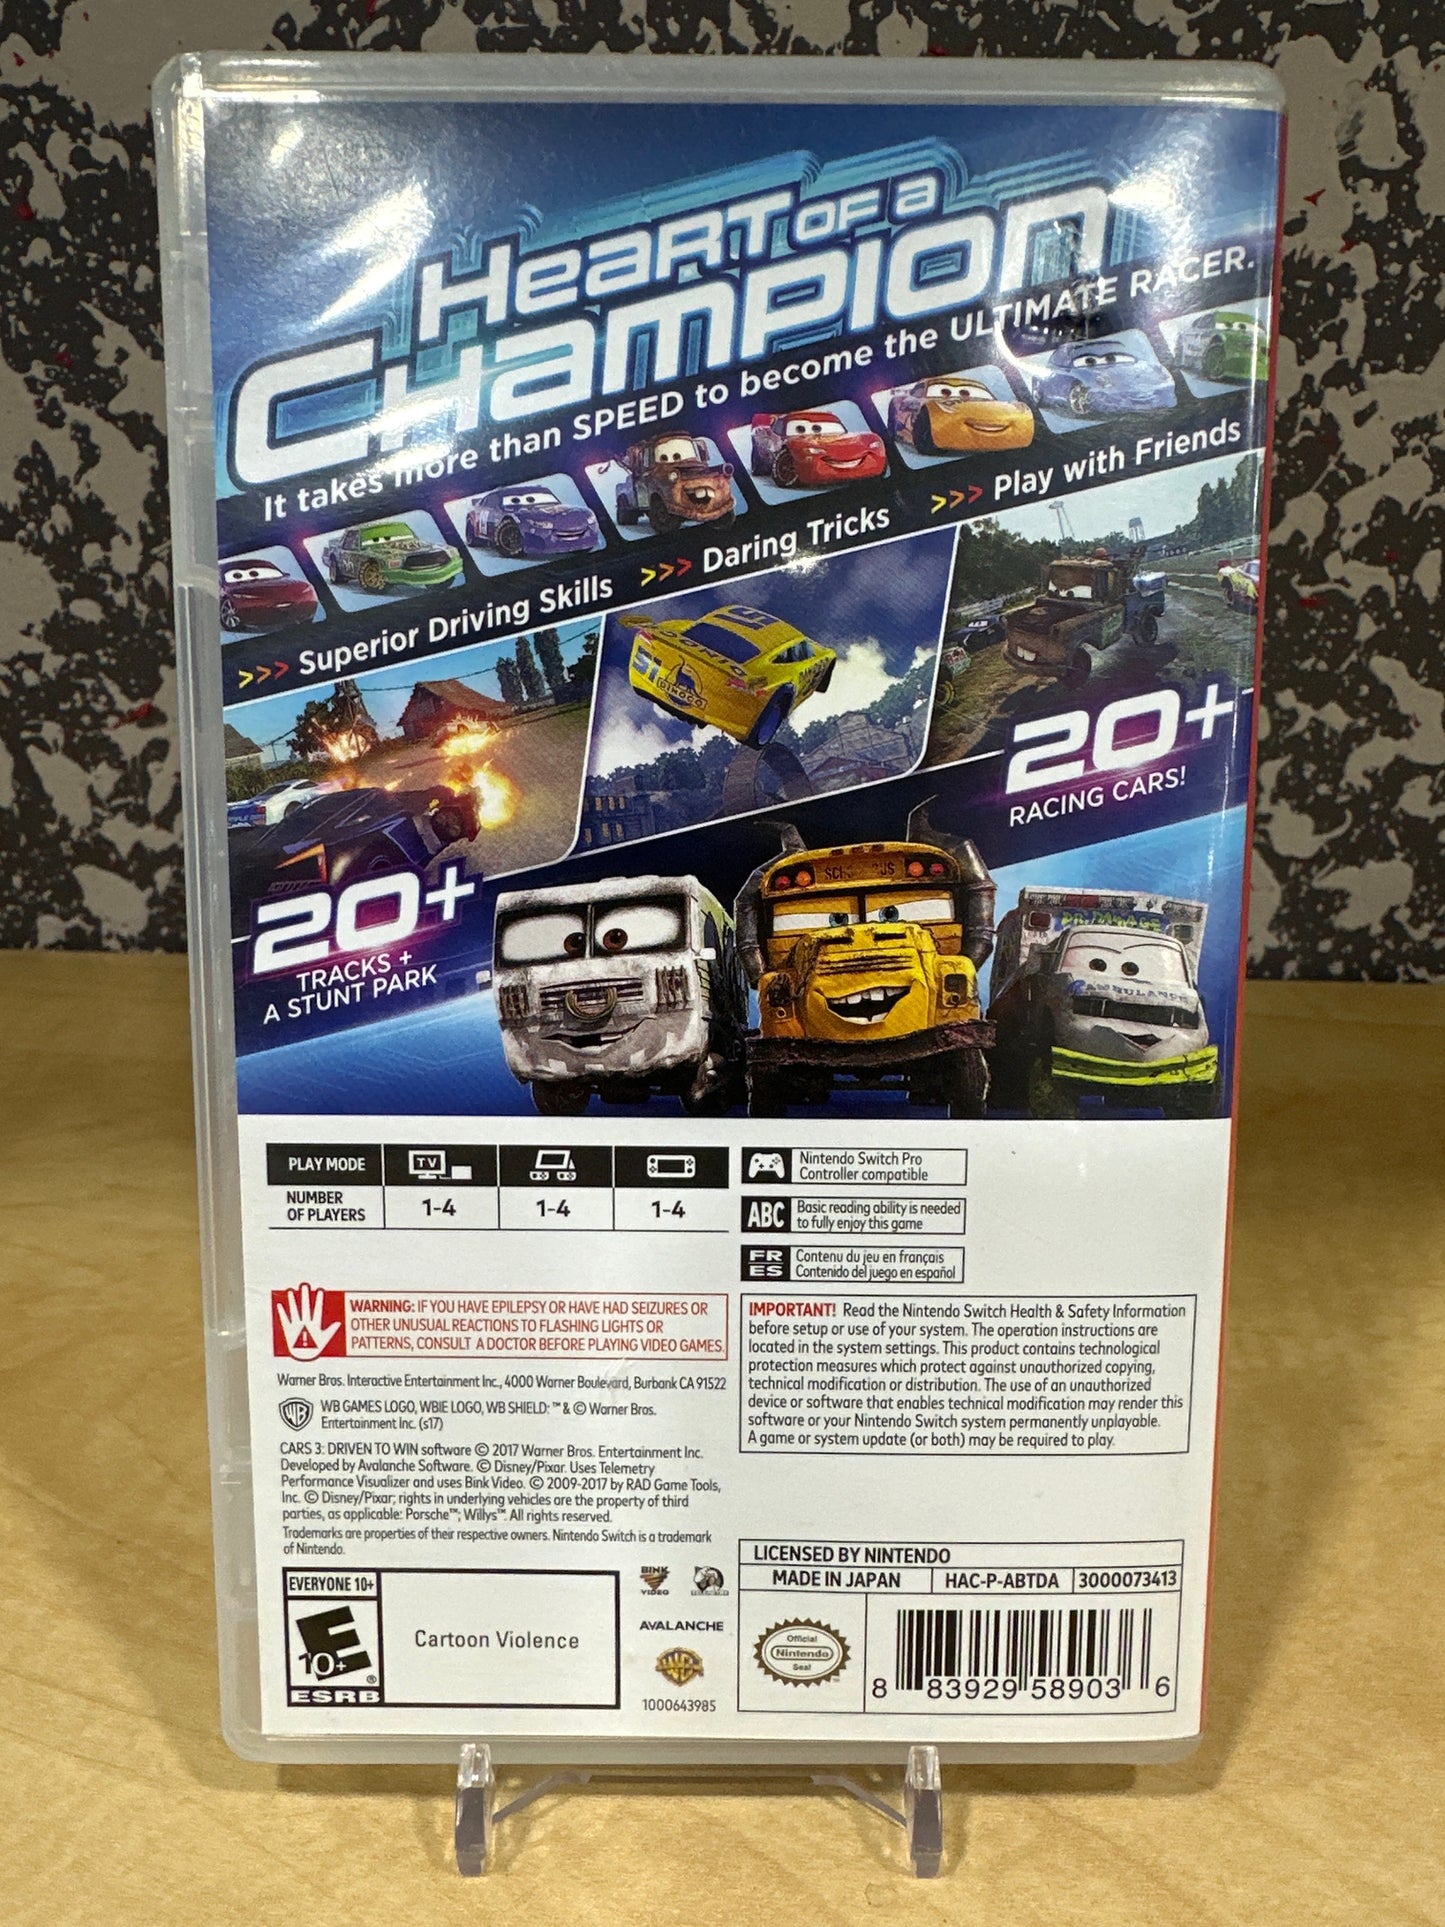 Heart of a
Champion
It takes more than SPEED to become the ULTIMATE RACER.
>>> Superior Driving Skills >>> Daring Tricks >>> Play with Friends
51
DINOCO
20+
RACING CARS!
20+
TRACKS +
A STUNT PARK
DR. DAMAGE
AMBULANCE
PLAY MODE
TV
NUMBER
OF PLAYERS
1-4
1-4
1-4
Nintendo Switch Pro
Controller compatible
ABC
Basic reading ability is needed
to fully enjoy this game
FR
ES
Contenu du jeu en français
Contenido del juego en español
WARNING: IF YOU HAVE EPILEPSY OR HAVE HAD SEIZURES OR
OTHER UNUSUAL REACTIONS TO FLASHING LIGHTS OR
PATTERNS, CONSULT A DOCTOR BEFORE PLAYING VIDEO GAMES.
Warner Bros. Interactive Entertainment Inc., 4000 Warner Boulevard, Burbank CA 91522
WB
WB GAMES LOGO, WBIE LOGO, WB SHIELD: ™ & © Warner Bros.
Entertainment Inc. (s17)
CARS 3: DRIVEN TO WIN software © 2017 Warner Bros. Entertainment Inc.
Developed by Avalanche Software. © Disney/Pixar. Uses Telemetry
Performance Visualizer and uses Bink Video. © 2009-2017 by RAD Game Tools,
Inc. © Disney/Pixar; rights in underlying vehicles are the property of third
parties, as applicable: Porsche™; Willys™. All rights reserved.
Trademarks are properties of their respective owners. Nintendo Switch is a trademark
of Nintendo.
IMPORTANT! Read the Nintendo Switch Health & Safety Information
before setup or use of your system. The operation instructions are
located in the system settings. This product contains technological
protection measures which protect against unauthorized copying,
technical modification or distribution. The use of an unauthorized
device or software that enables technical modification may render this
software or your Nintendo Switch system permanently unplayable.
A game or system update (or both) may be required to play.
EVERYONE 10+
E
10+
®
ESRB
Cartoon Violence
BINK
VIDEO
TELEMETRY
AVALANCHE
WB
1000643985
LICENSED BY NINTENDO
MADE IN JAPAN
HAC-P-ABTDA
3000073413
Official
Nintendo
Seal
8 83929 58903 6